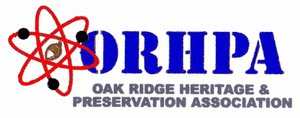 ORHPA
OAK RIDGE HERITAGE &
PRESERVATION ASSOCIATION